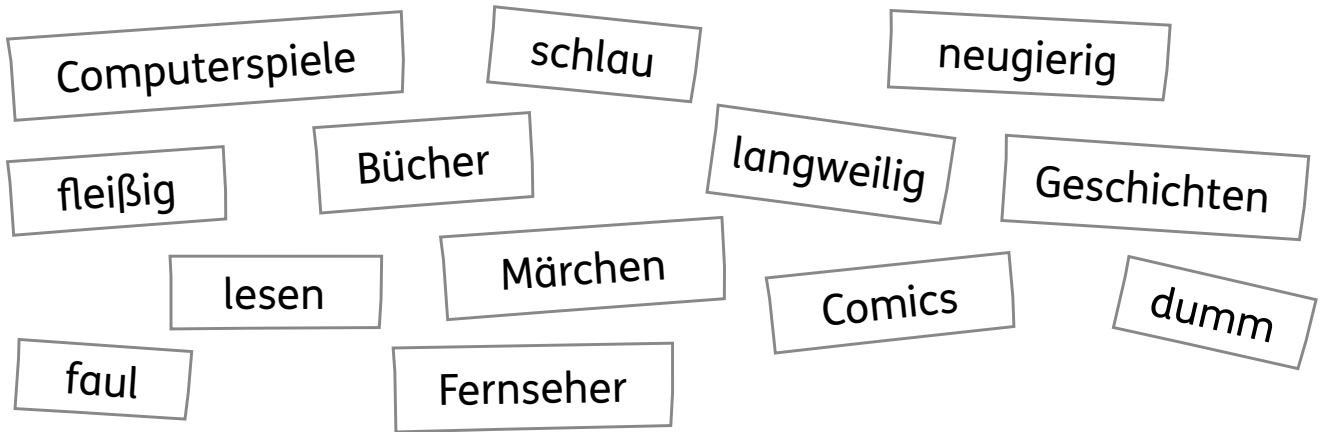 Computerspiele
schlau
neugierig
fleißig
Bücher
langweilig
Geschichten
lesen
Märchen
Comics
dumm
faul
Fernseher